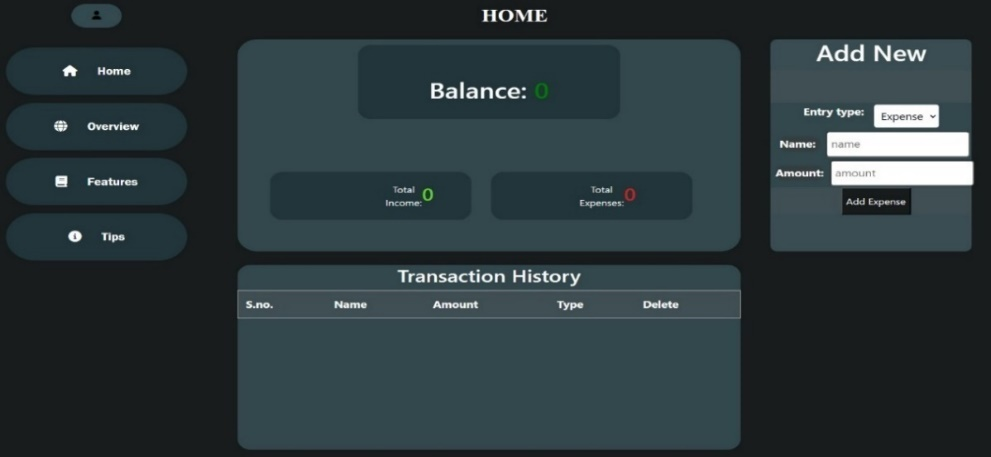 HOME
Home
Overview
Features
Tips
Balance: 0
Total
Income: 0
Total
Expenses: 0
Add New
Entry type: Expense
Name: name
Amount: amount
Add Expense
Transaction History
S.no. Name Amount Type Delete